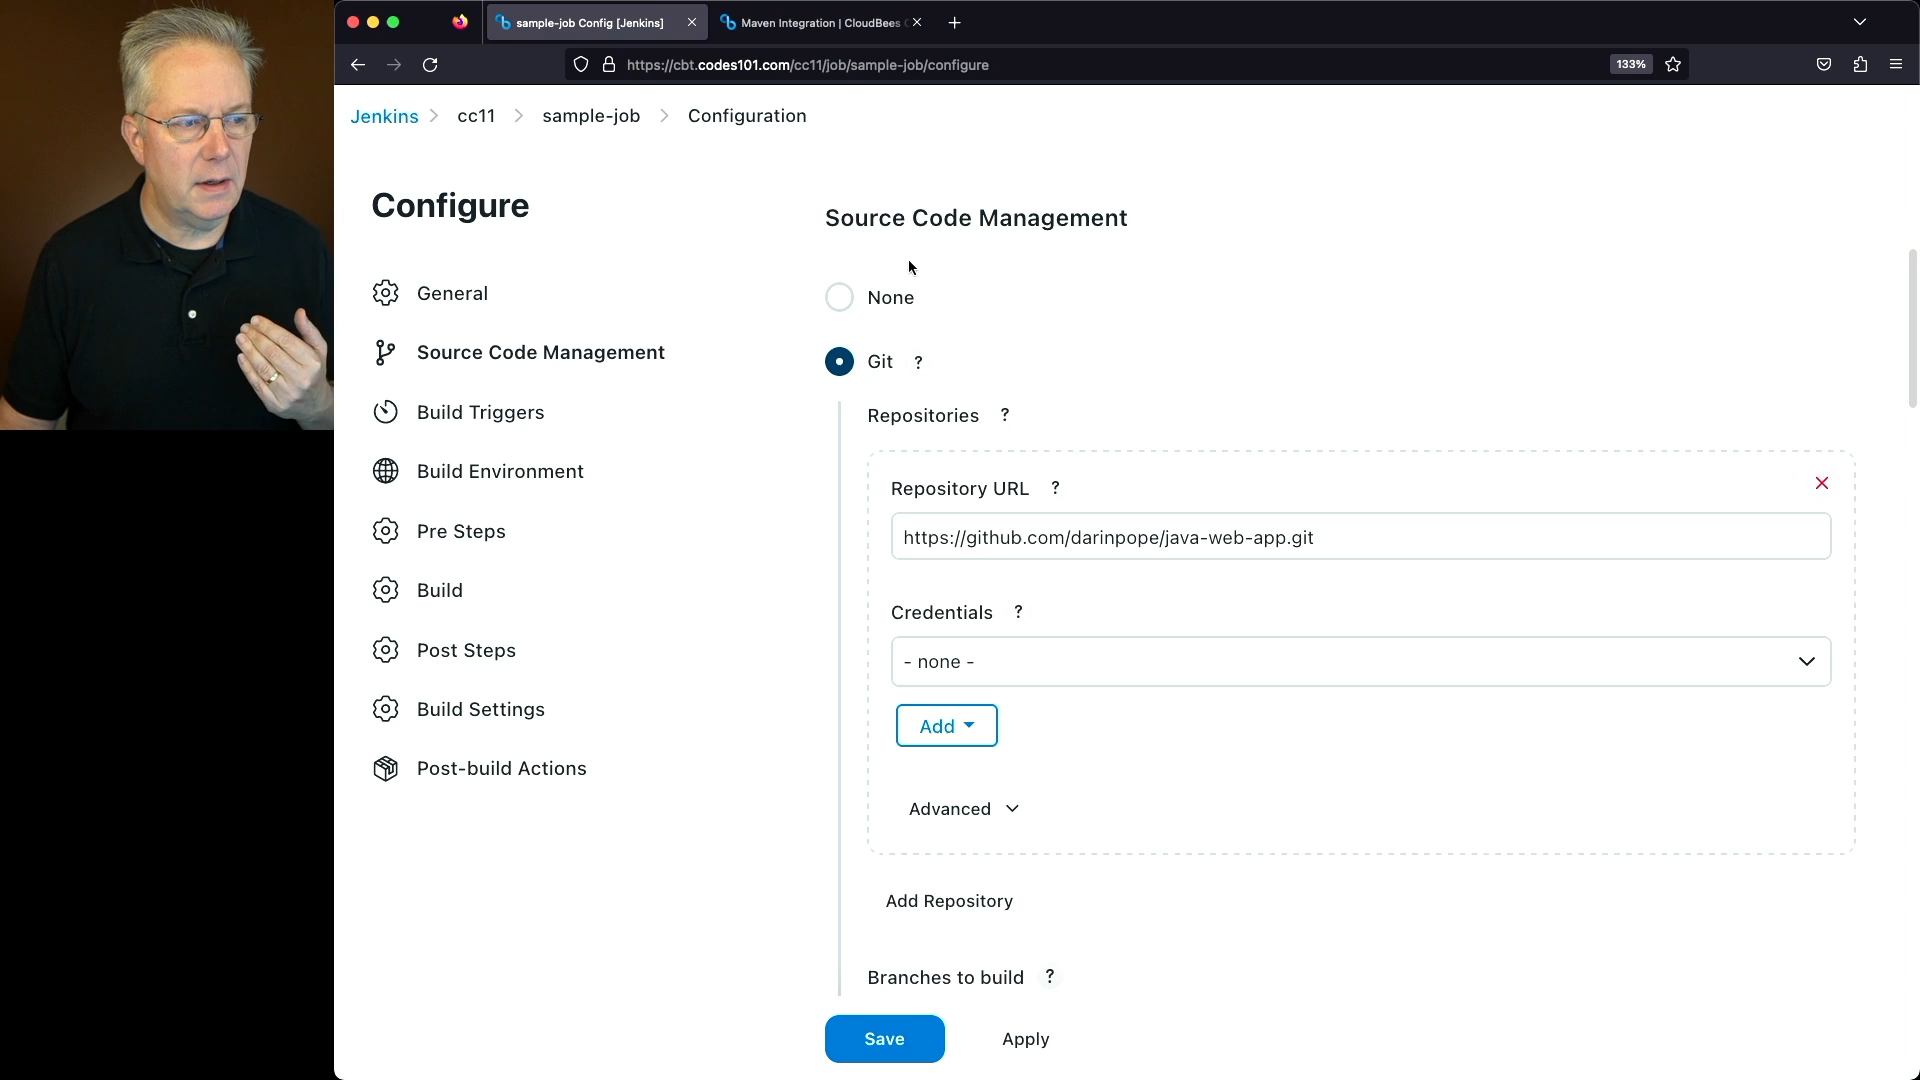 sample-job Config [Jenkins]
Maven Integration | CloudBees
https://cbt.codes101.com/cc11/job/sample-job/configure
133%
Jenkins > cc11 > sample-job > Configuration
Configure
General
Source Code Management
Build Triggers
Build Environment
Pre Steps
Build
Post Steps
Build Settings
Post-build Actions
Source Code Management
None
Git ?
Repositories ?
Repository URL ?
https://github.com/darinpope/java-web-app.git
Credentials ?
- none -
Add
Advanced
Add Repository
Branches to build ?
Save
Apply